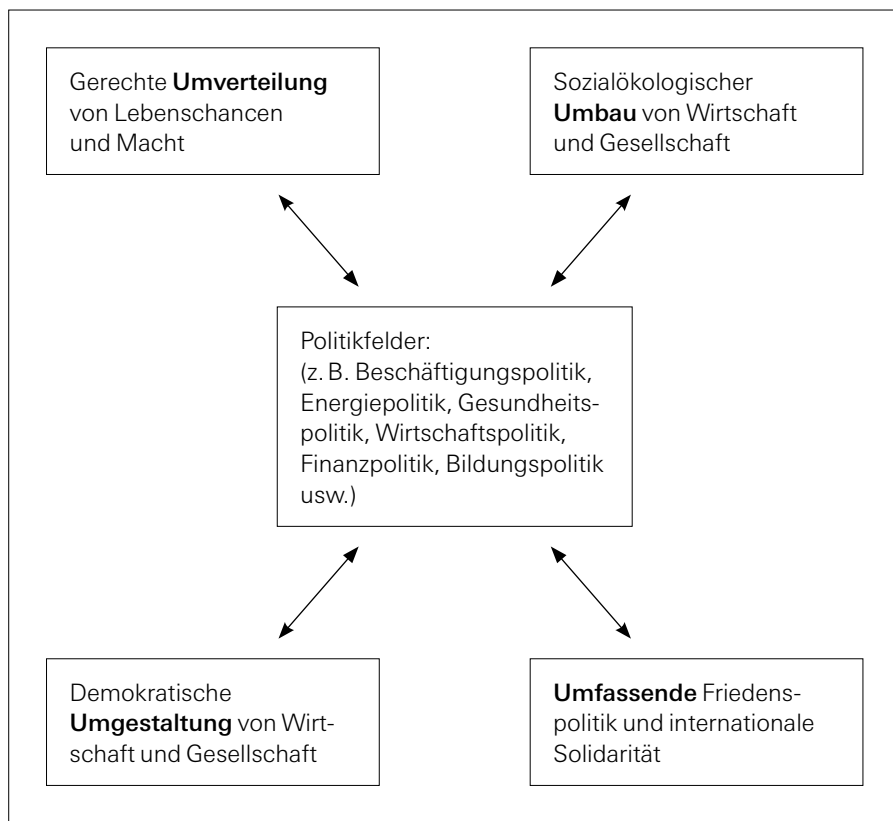 Gerechte Umverteilung
von Lebenschancen
und Macht
Sozialökologischer
Umbau von Wirtschaft
und Gesellschaft
Politikfelder:
(z. B. Beschäftigungspolitik,
Energiepolitik, Gesundheits-
politik, Wirtschaftspolitik,
Finanzpolitik, Bildungspolitik
usw.)
Demokratische
Umgestaltung von Wirt-
schaft und Gesellschaft
Umfassende Friedens-
politik und internationale
Solidarität